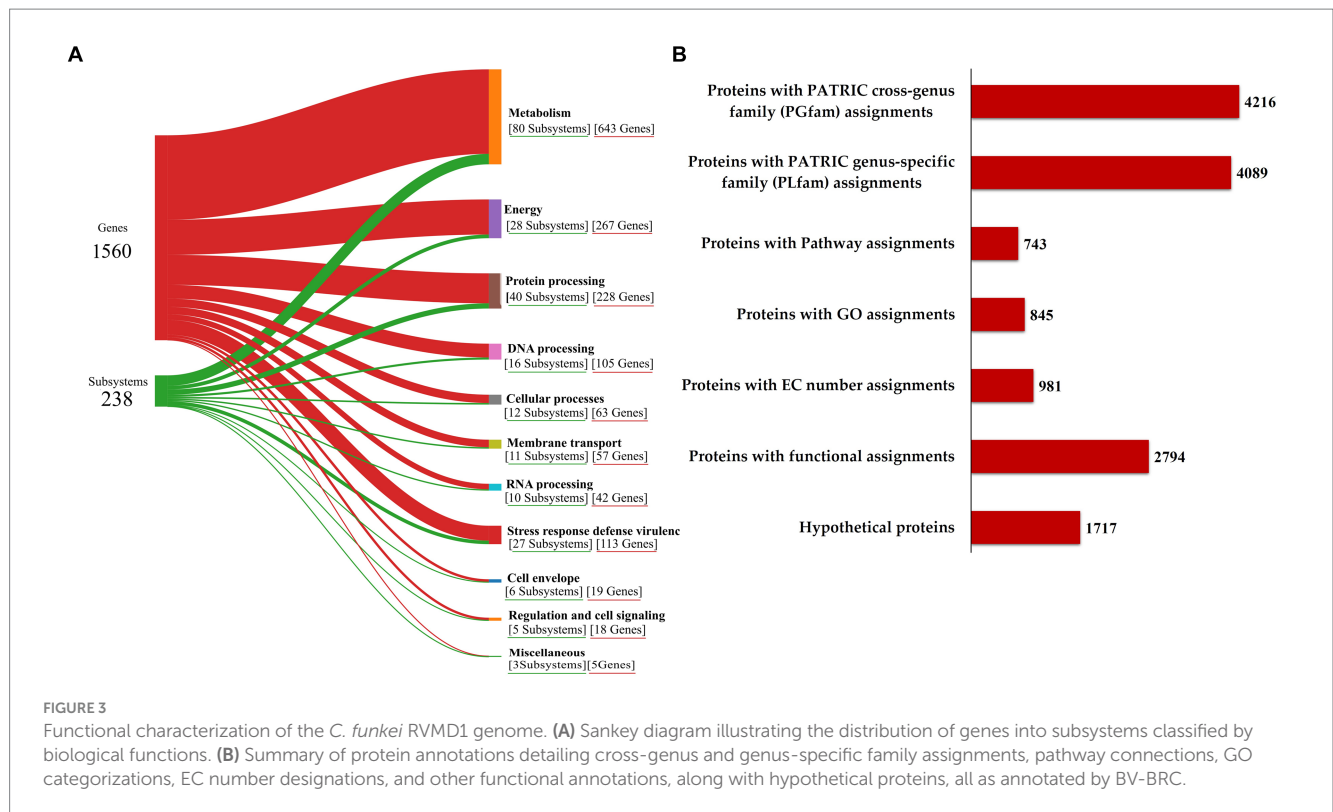 A
Genes
1560
Subsystems
238
Metabolism
[80 Subsystems] [643 Genes]
Energy
[28 Subsystems] [267 Genes]
Protein processing
[40 Subsystems] [228 Genes]
DNA processing
[16 Subsystems] [105 Genes]
Cellular processes
[12 Subsystems] [63 Genes]
Membrane transport
[11 Subsystems] [57 Genes]
RNA processing
[10 Subsystems] [42 Genes]
Stress response defense virulenc
[27 Subsystems] [113 Genes]
Cell envelope
[6 Subsystems] [19 Genes]
Regulation and cell signaling
[5 Subsystems] [18 Genes]
Miscellaneous
[3Subsystems][5Genes]
B
Proteins with PATRIC cross-genus
family (PGfam) assignments
4216
Proteins with PATRIC genus-specific
family (PLfam) assignments
4089
Proteins with Pathway assignments
743
Proteins with GO assignments
845
Proteins with EC number assignments
981
Proteins with functional assignments
2794
Hypothetical proteins
1717
FIGURE 3
Functional characterization of the C. funkei RVMD1 genome. (A) Sankey diagram illustrating the distribution of genes into subsystems classified by
biological functions. (B) Summary of protein annotations detailing cross-genus and genus-specific family assignments, pathway connections, GO
categorizations, EC number designations, and other functional annotations, along with hypothetical proteins, all as annotated by BV-BRC.